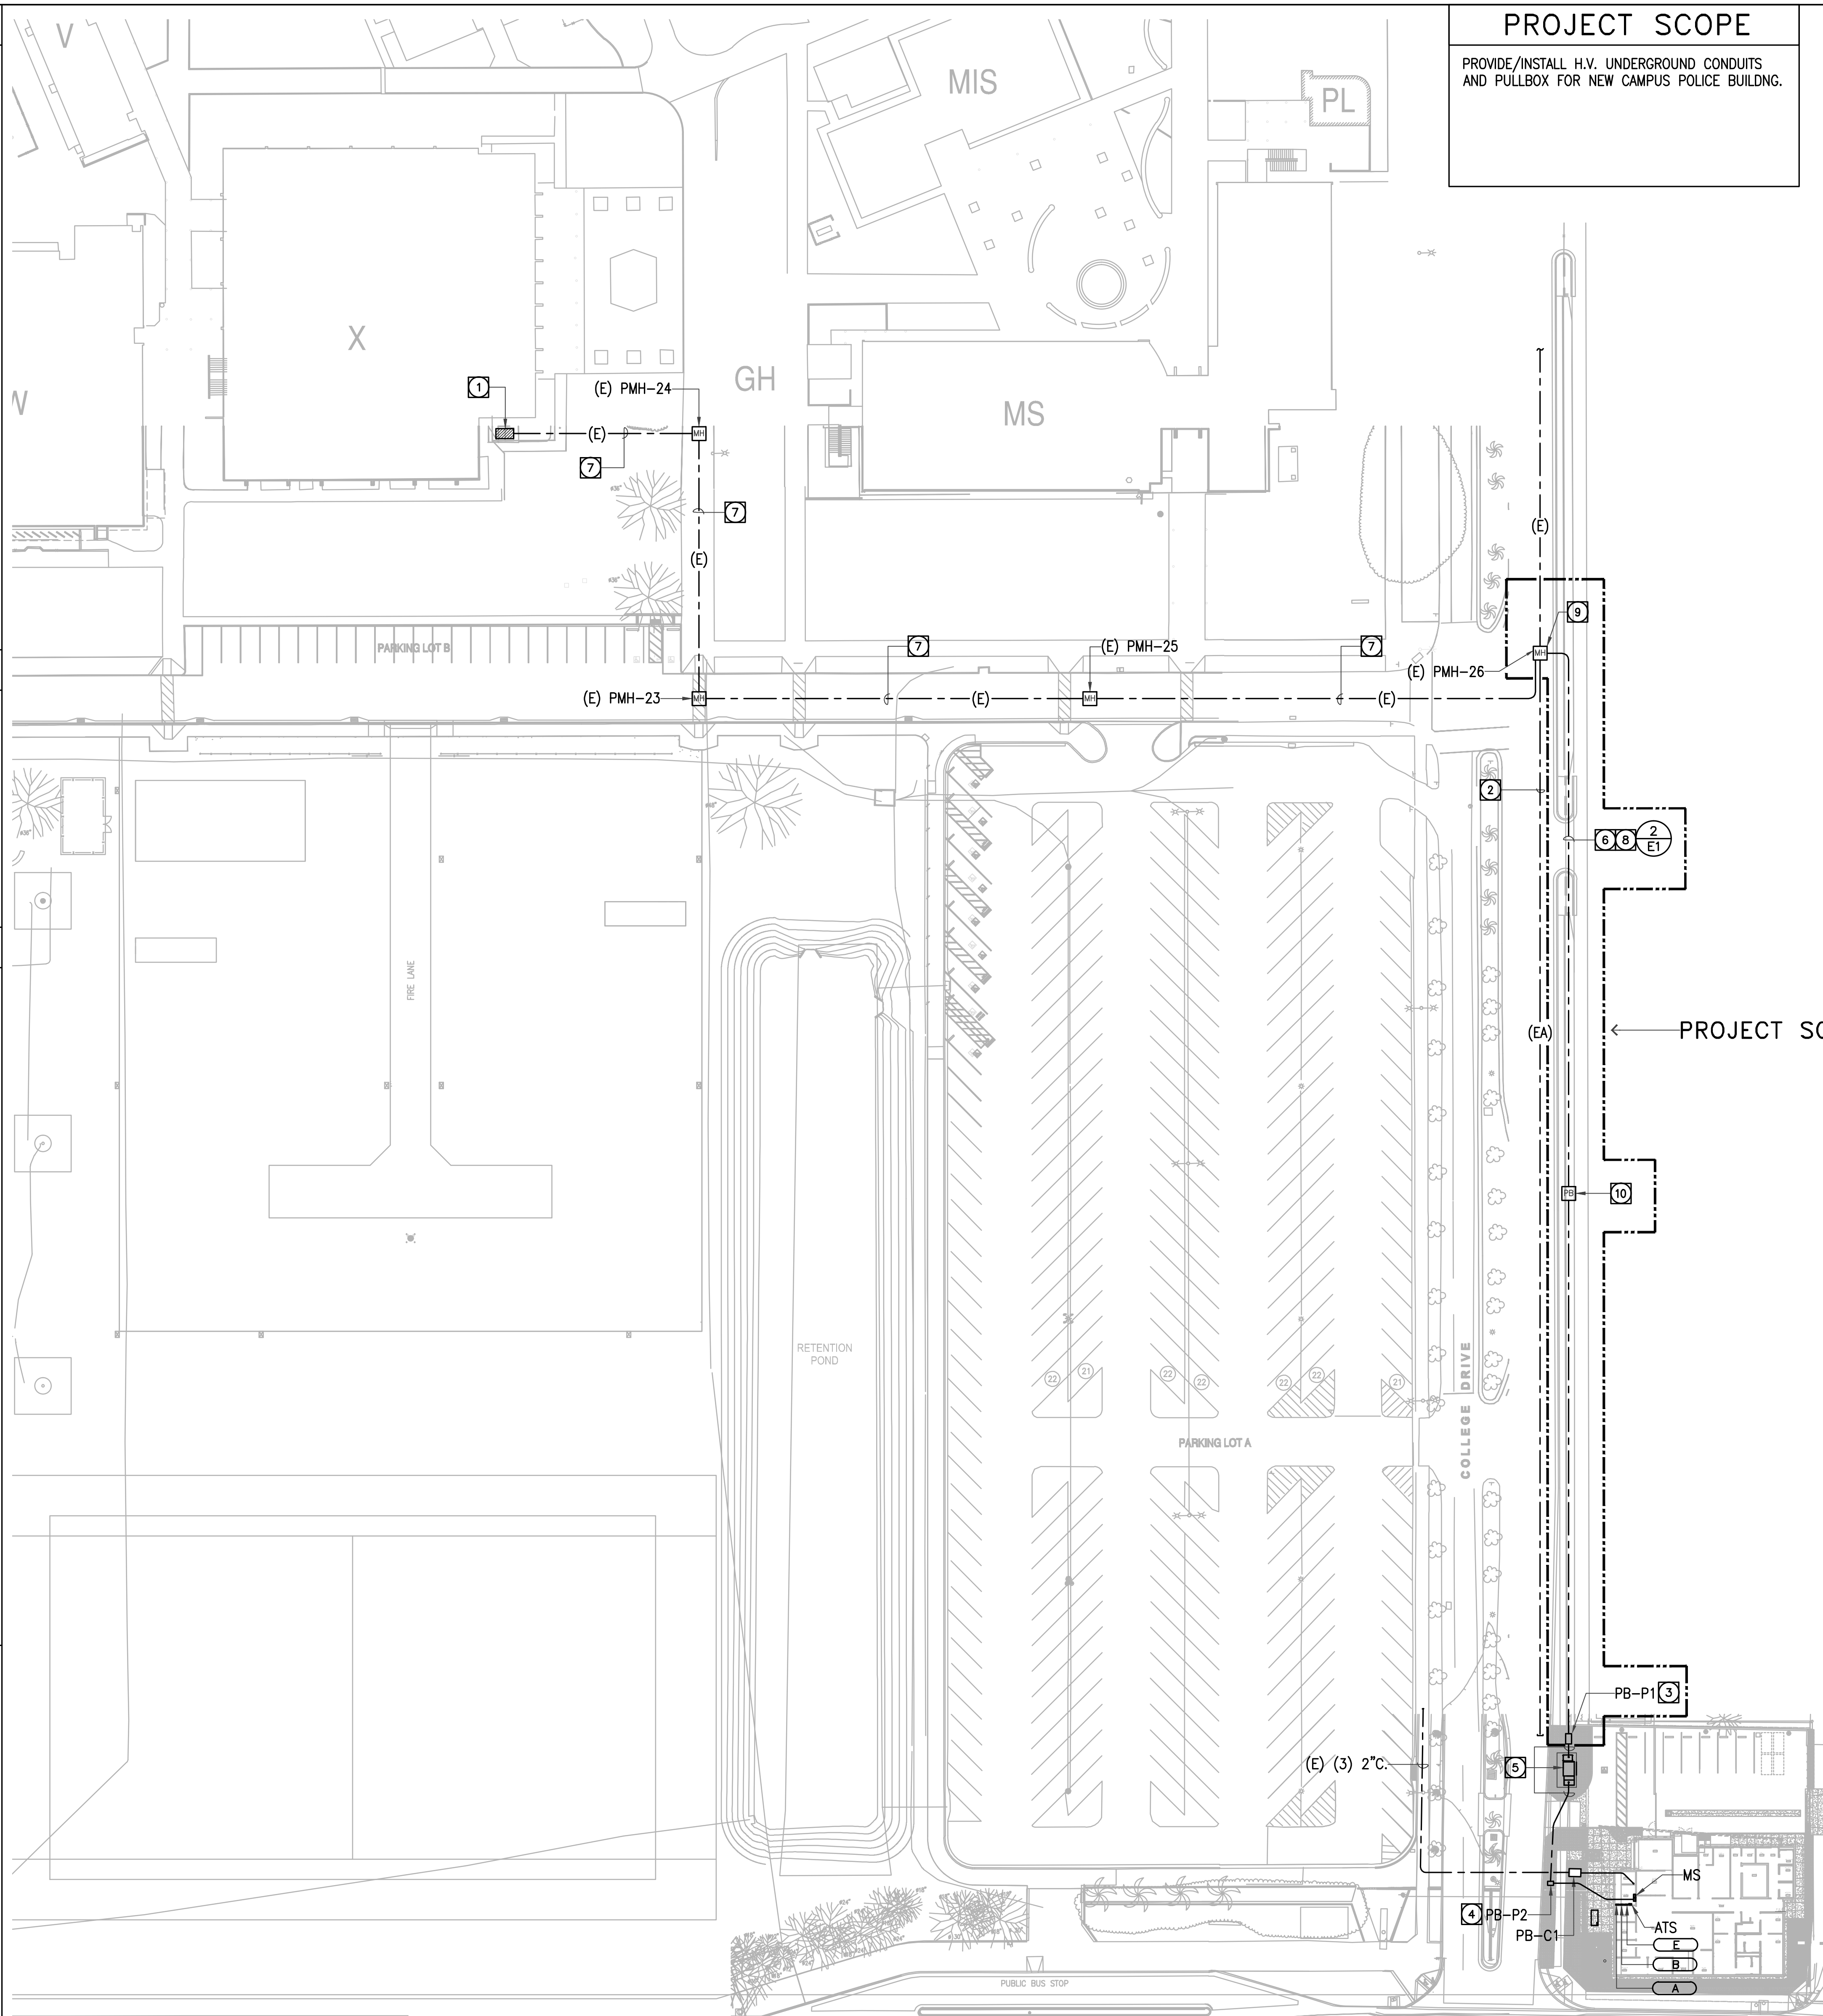 PROJECT SCOPE
PROVIDE/INSTALL H.V. UNDERGROUND CONDUITS
AND PULLBOX FOR NEW CAMPUS POLICE BUILDNG.
V
MIS
PL
X
W
GH
MS
1
(E) PMH-24
MH
(E)
7
7
ø36"
(E)
(E)
ø36"
9
PARKING LOT B
7
(E) PMH-25
7
MH
(E) PMH-26
(E) PMH-23
MH
(E)
MH
(E)
2
ø48"
ø36"
6
8
2
E1
FIRE LANE
(EA)
PROJECT SC
PB
10
RETENTION
POND
22
21
22
22
22
22
21
COLLEGE DRIVE
PARKING LOT A
PB-P1
3
(E) (3) 2"C.
5
MS
4
PB-P2
ATS
PB-C1
E
B
A
PUBLIC BUS STOP